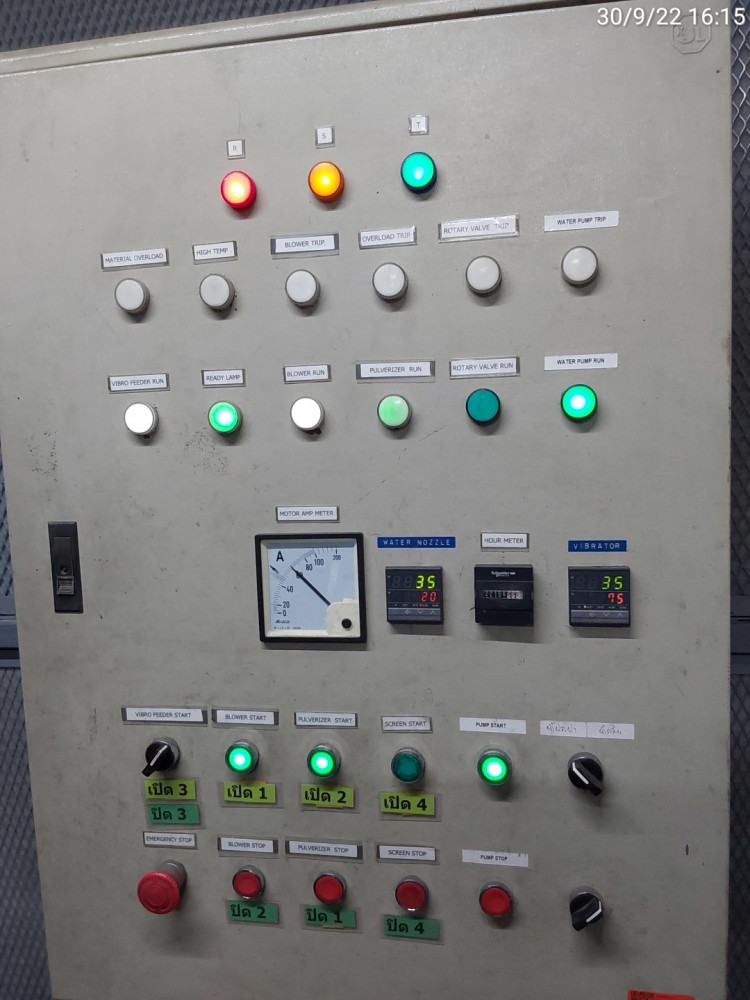 30/9/22 16:15
R
S
T
MATERIAL OVERLOAD
HIGH TEMP
BLOWER TRIP
OVERLOAD TRIP
ROTARY VALVE TRIP
WATER PUMP TRIP
VIBRO FEEDER RUN
READY LAMP
BLOWER RUN
PULVERIZER RUN
ROTARY VALVE RUN
WATER PUMP RUN
MOTOR AMP METER
WATER NOZZLE
HOUR METER
VIBRATOR
A
0
20
40
80
100
200
35
20
35
75
VIBRO FEEDER START
BLOWER START
PULVERIZER START
SCREEN START
PUMP START
เปิด 3
เปิด 1
เปิด 2
เปิด 4
ปิด 3
EMERGENCY STOP
BLOWER STOP
PULVERIZER STOP
SCREEN STOP
PUMP STOP
ปิด 2
ปิด 1
ปิด 4